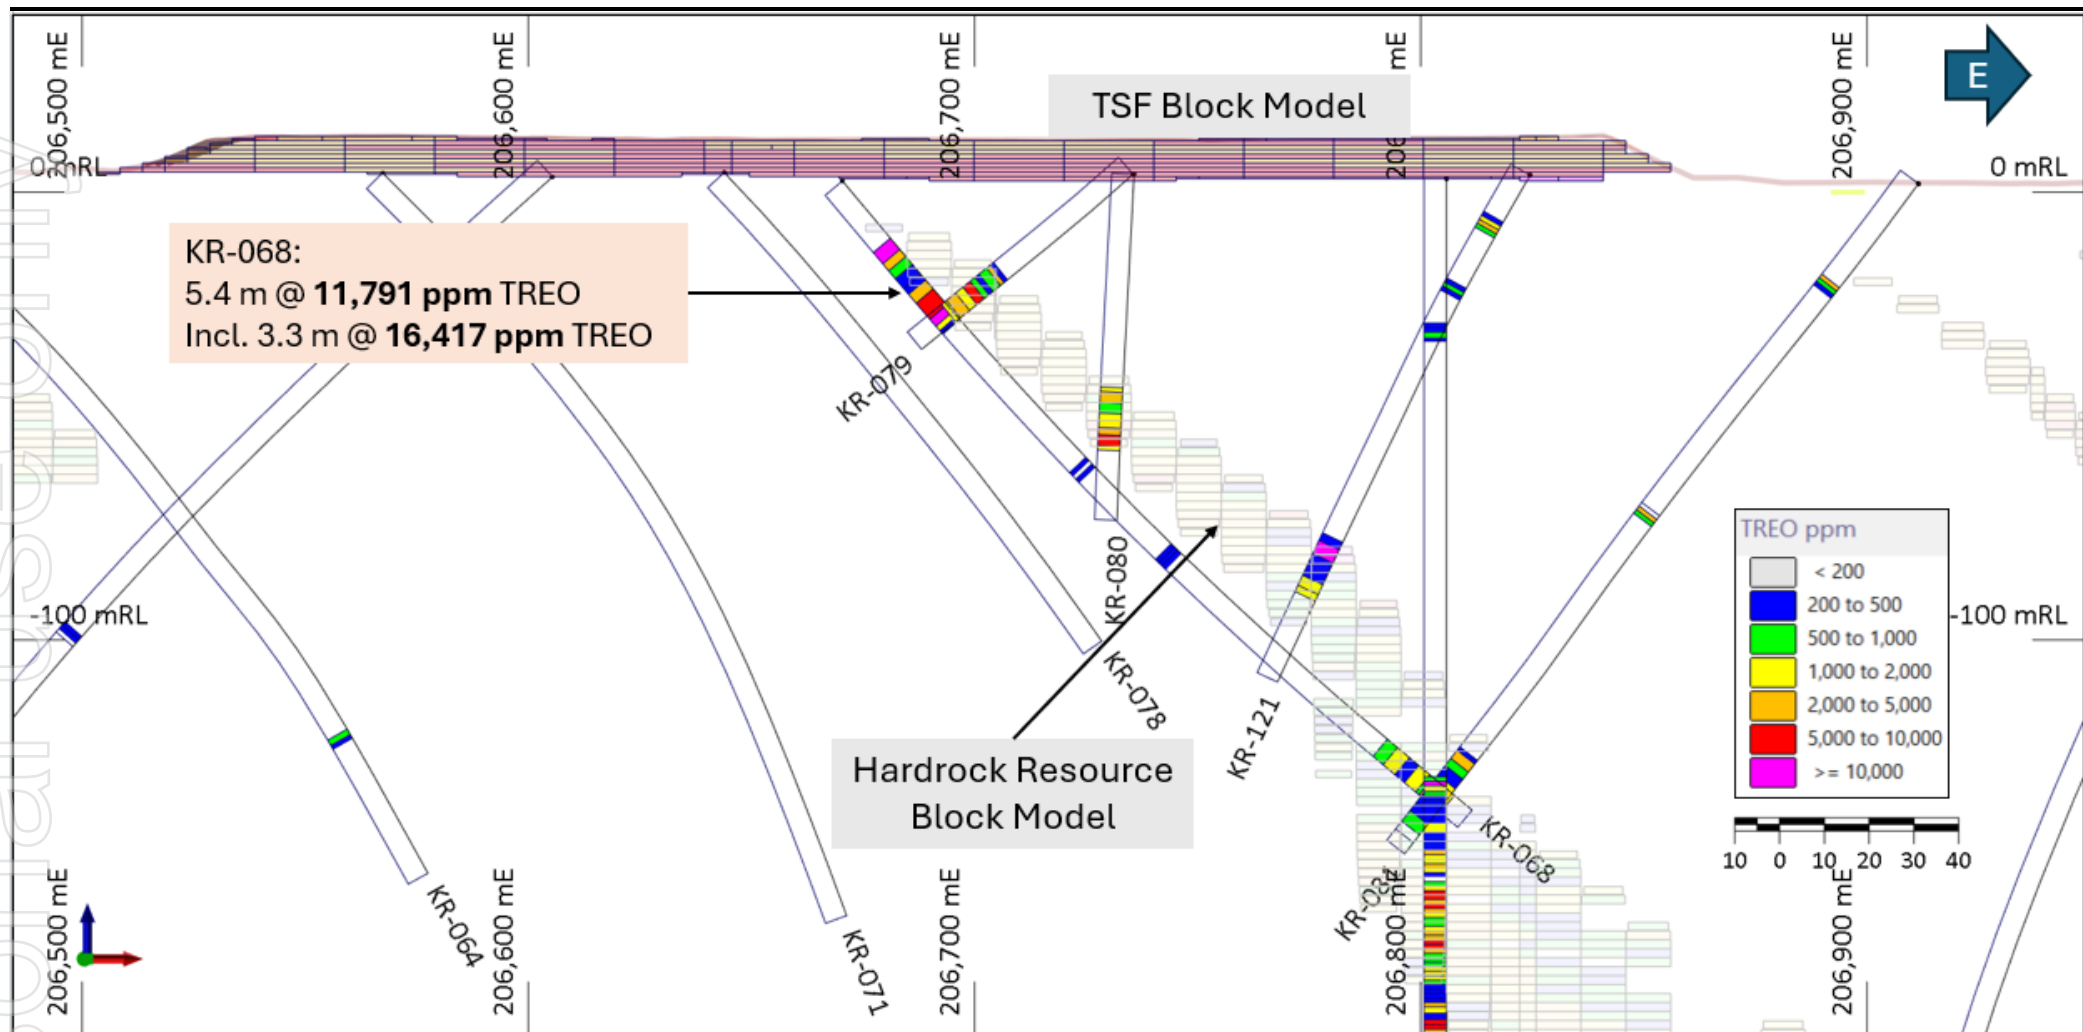 206,500 mE
206,600 mE
206,700 mE
206 mE
206,900 mE
E
TSF Block Model
0 mRL
0 mRL
KR-068:
5.4 m @ 11,791 ppm TREO
Incl. 3.3 m @ 16,417 ppm TREO
KR-079
KR-080
KR-078
KR-121
-100 mRL
-100 mRL
TREO ppm
< 200
200 to 500
500 to 1,000
1,000 to 2,000
2,000 to 5,000
5,000 to 10,000
>= 10,000
10 0 10 20 30 40
Hardrock Resource
Block Model
KR-068
KR-064
KR-071
206,500 mE
206,600 mE
206,700 mE
206,800 mE
206,900 mE